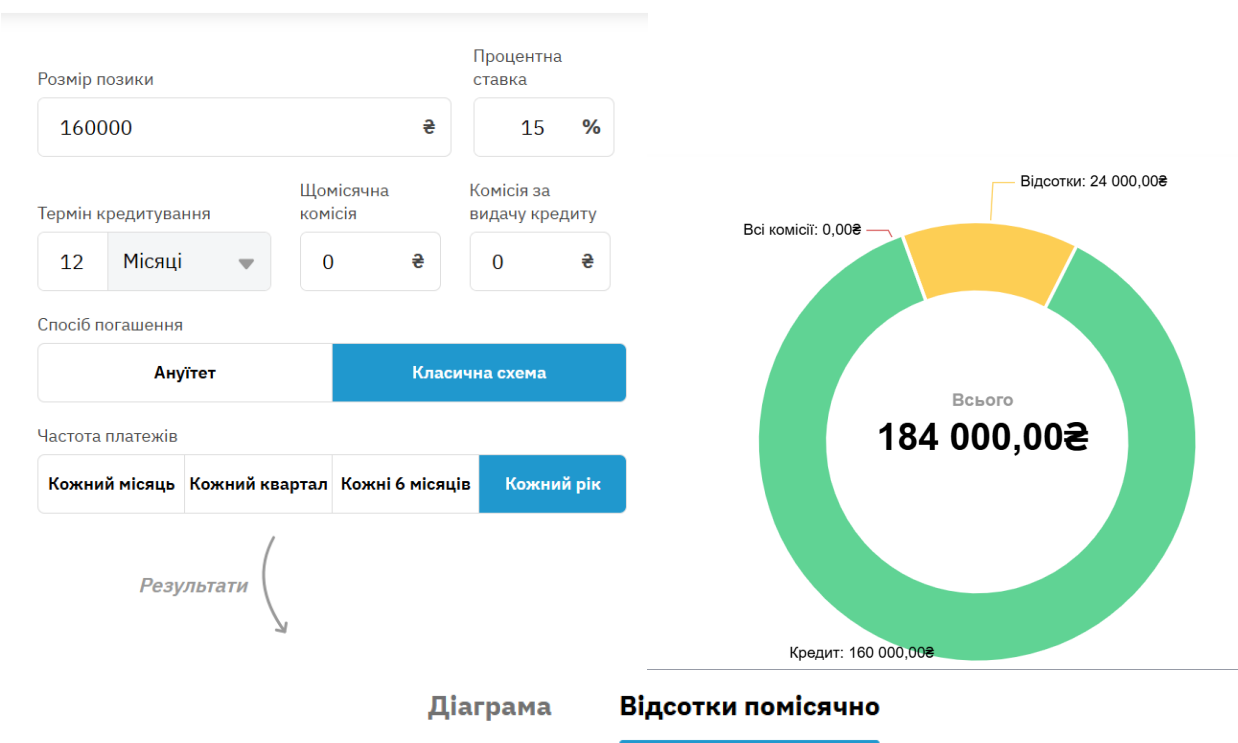 Процентна
Розмір позики ставка
160000 ₴ 15 %
Щомісячна Комісія за
Термін кредитування комісія видачу кредиту
12 Місяці 0 ₴ 0 ₴
Спосіб погашення
Ануїтет Класична схема
Частота платежів
Кожний місяць Кожний квартал Кожні 6 місяців Кожний рік
Результати
Відсотки: 24 000,00₴
Всі комісії: 0,00₴
Всього
184 000,00₴
Кредит: 160 000,00₴
Діаграма Відсотки помісячно